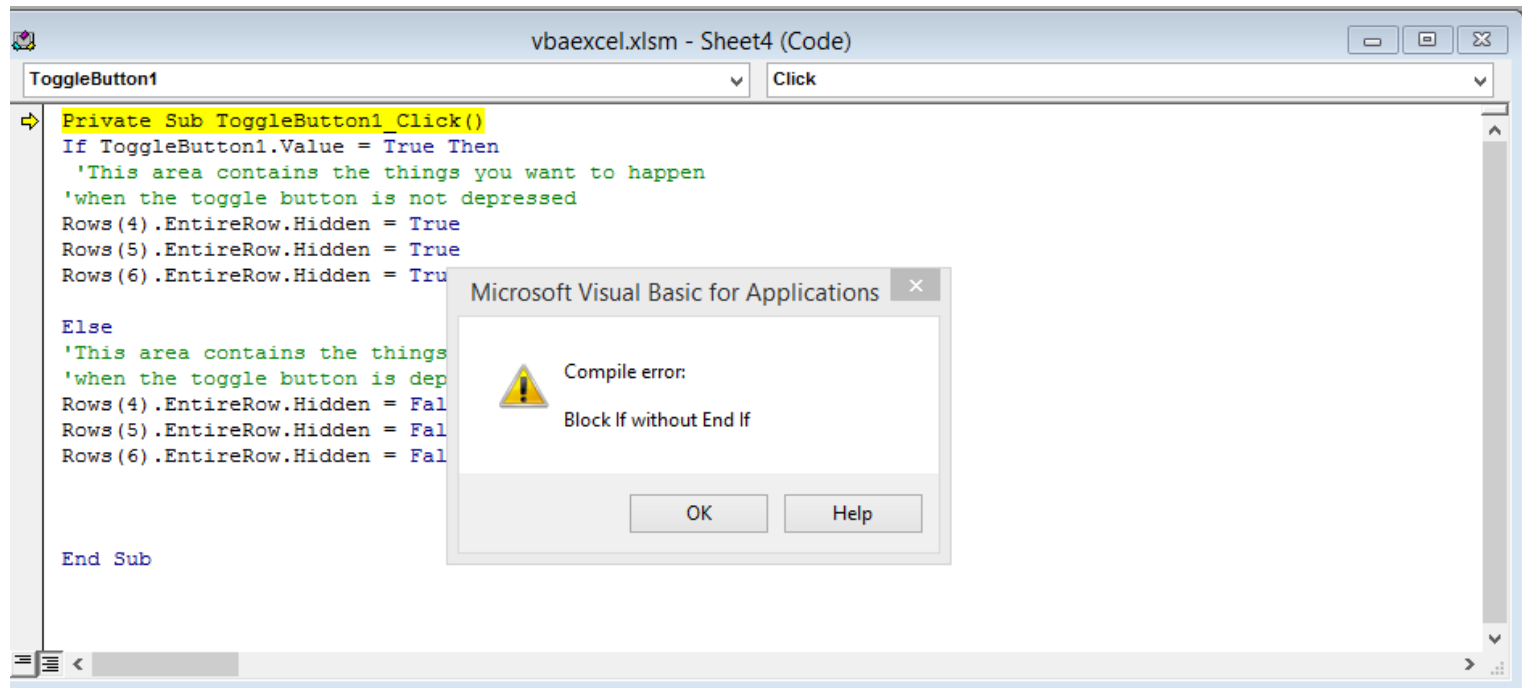 vbaexcel.xlsm - Sheet4 (Code)
ToggleButton1
Click
Private Sub ToggleButton1_Click()
If ToggleButton1.Value = True Then
'This area contains the things you want to happen
'when the toggle button is not depressed
Rows(4).EntireRow.Hidden = True
Rows(5).EntireRow.Hidden = True
Rows(6).EntireRow.Hidden = Tru
Else
'This area contains the things
'when the toggle button is dep
Rows(4).EntireRow.Hidden = Fal
Rows(5).EntireRow.Hidden = Fal
Rows(6).EntireRow.Hidden = Fal
End Sub
Microsoft Visual Basic for Applications
Compile error:
Block If without End If
OK
Help